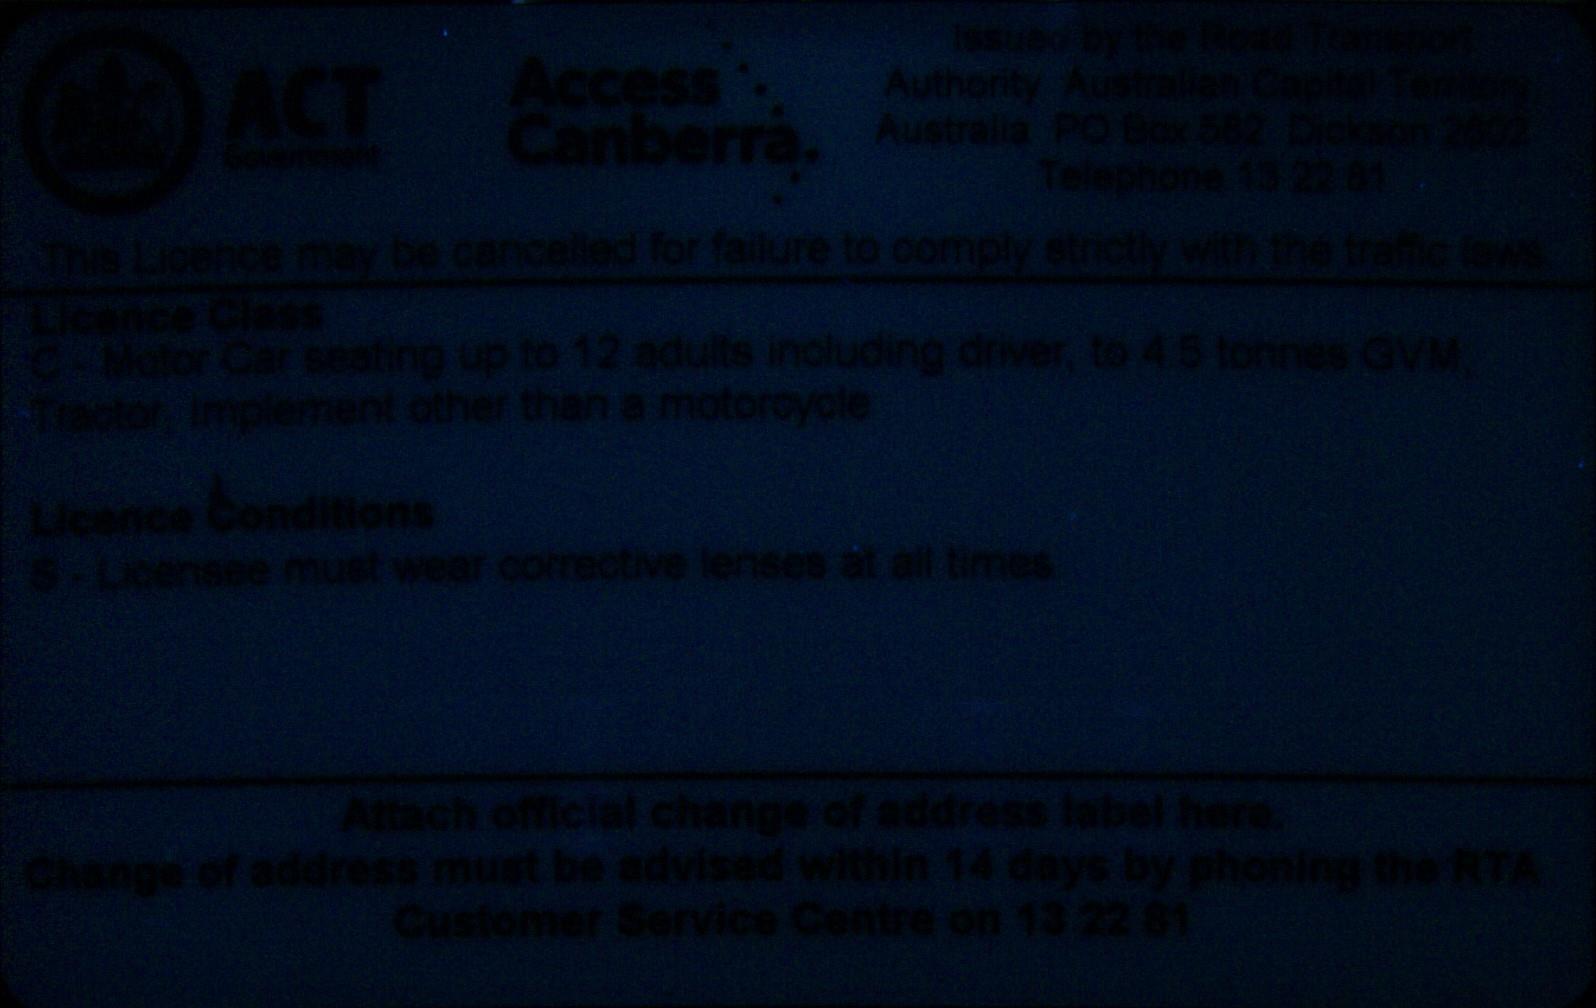 ACT
Government
Access
Canberra.
Issued by the Road Transport
Authority Australian Capital Territory,
Australia PO Box 582 Dickson 2602
Telephone 13 22 81
This Licence may be cancelled for failure to comply strictly with the traffic laws.
Licence Class
C - Motor Car seating up to 12 adults including driver, to 4.5 tonnes GVM,
Tractor, Implement other than a motorcycle
Licence Conditions
S - Licensee must wear corrective lenses at all times
Attach official change of address label here.
Change of address must be advised within 14 days by phoning the RTA
Customer Service Centre on 13 22 81